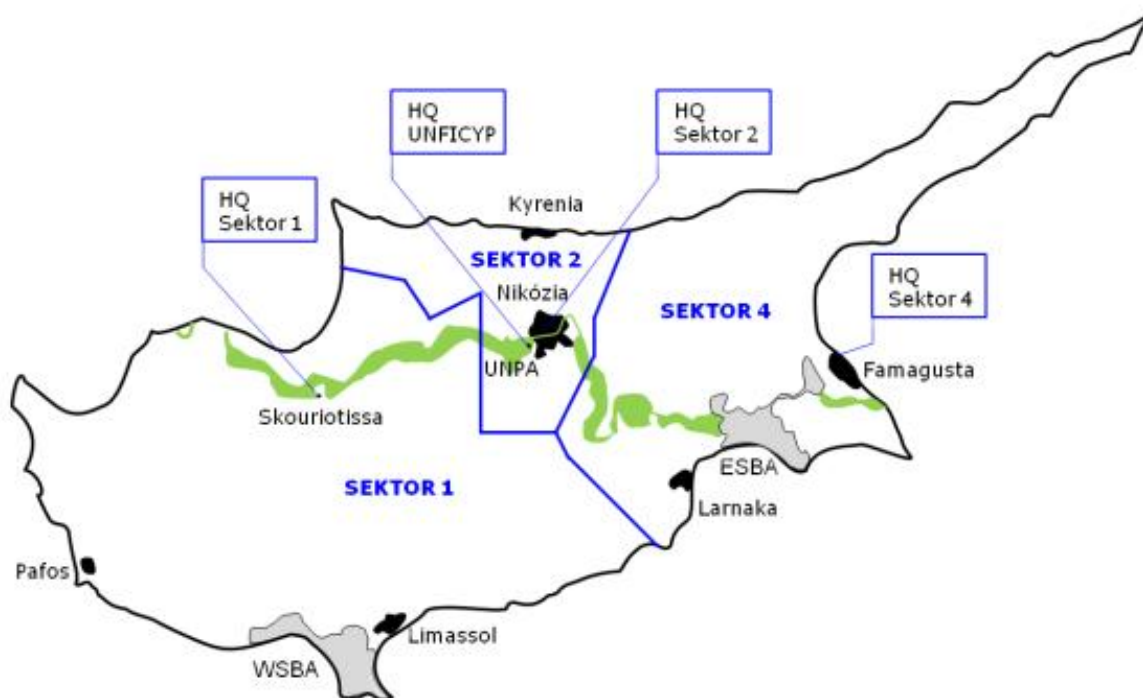 HQ
UNFICYP
HQ
Sektor 2
HQ
Sektor 1
Kyrenia
SEKTOR 2
HQ
Sektor 4
Nikózia
SEKTOR 4
UNPA
Famagusta
Skouriotissa
ESBA
SEKTOR 1
Larnaka
Pafos
Limassol
WSBA